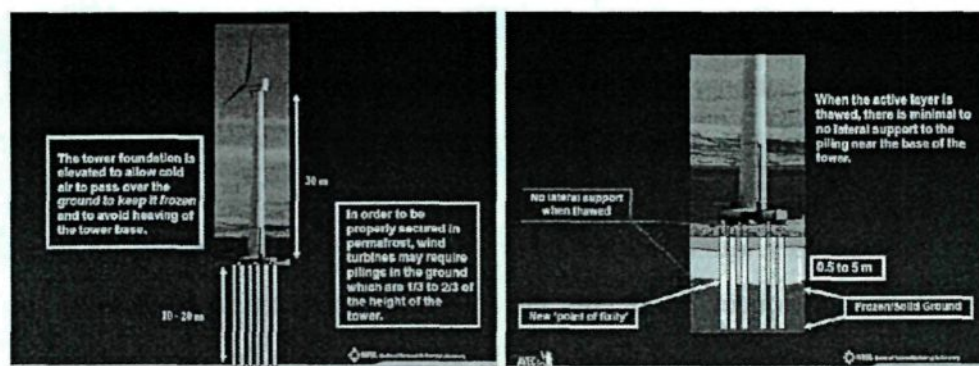 The tower foundation is
elevated to allow cold
air to pass over the
ground to keep it frozen
and to avoid heaving of
the tower base.
30 m
10 - 20 m
In order to be
properly secured in
permafrost, wind
turbines may require
pilings in the ground
which are 1/3 to 2/3 of
the height of the
tower.
When the active layer is
thawed, there is minimal to
no lateral support to the
piling near the base of the
tower.
No lateral support
when thawed
0.5 to 5 m
New 'point of fixity'
Frozen/Solid Ground